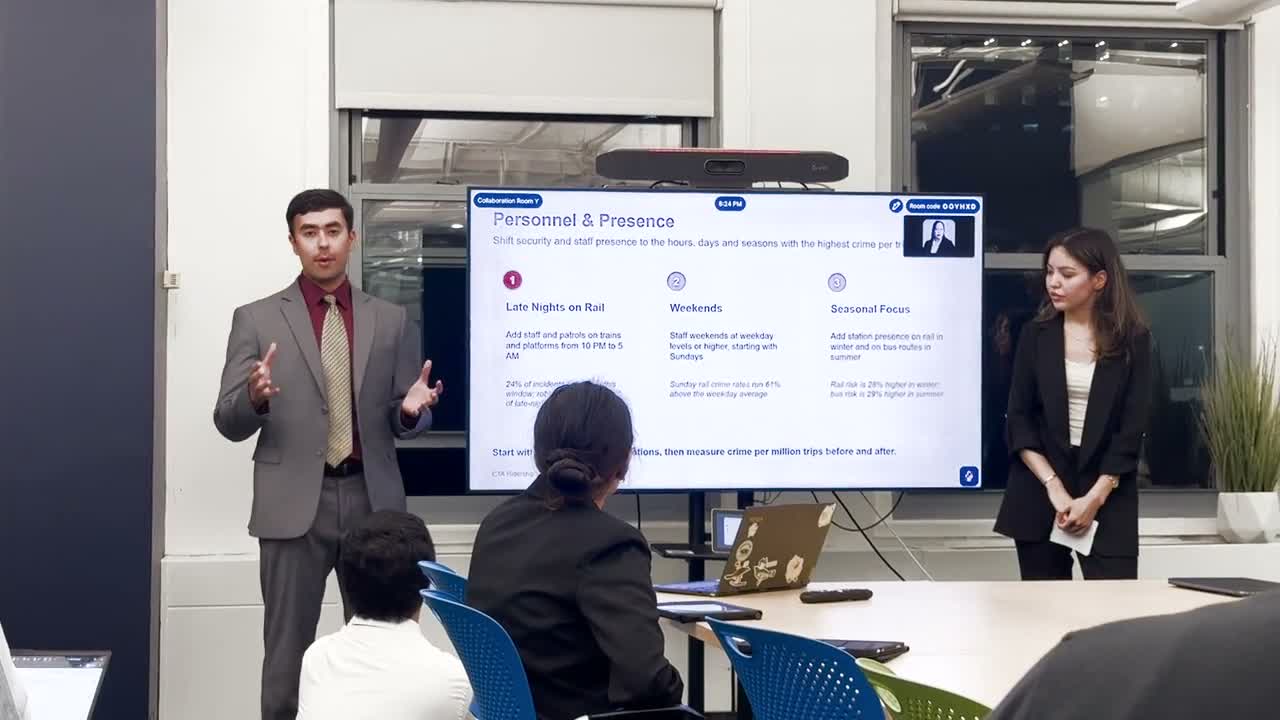 Collaboration Room Y
8:24 PM
Room code OOYHXD
Personnel & Presence
Shift security and staff presence to the hours, days and seasons with the highest crime per
1
2
3
Late Nights on Rail
Weekends
Seasonal Focus
Add staff and patrols on trains
and platforms from 10 PM to 5
AM
Staff weekends at weekday
levels or higher, starting with
Sundays
Add station presence on rail in
winter and on bus routes in
summer
24% of incidents
window;
of
Sunday rail crime rates run 61%
above the weekday average
Rail risk is 28% higher in winter;
bus risk is 29% higher in summer
Start
then measure crime per million trips before and after.
CTA